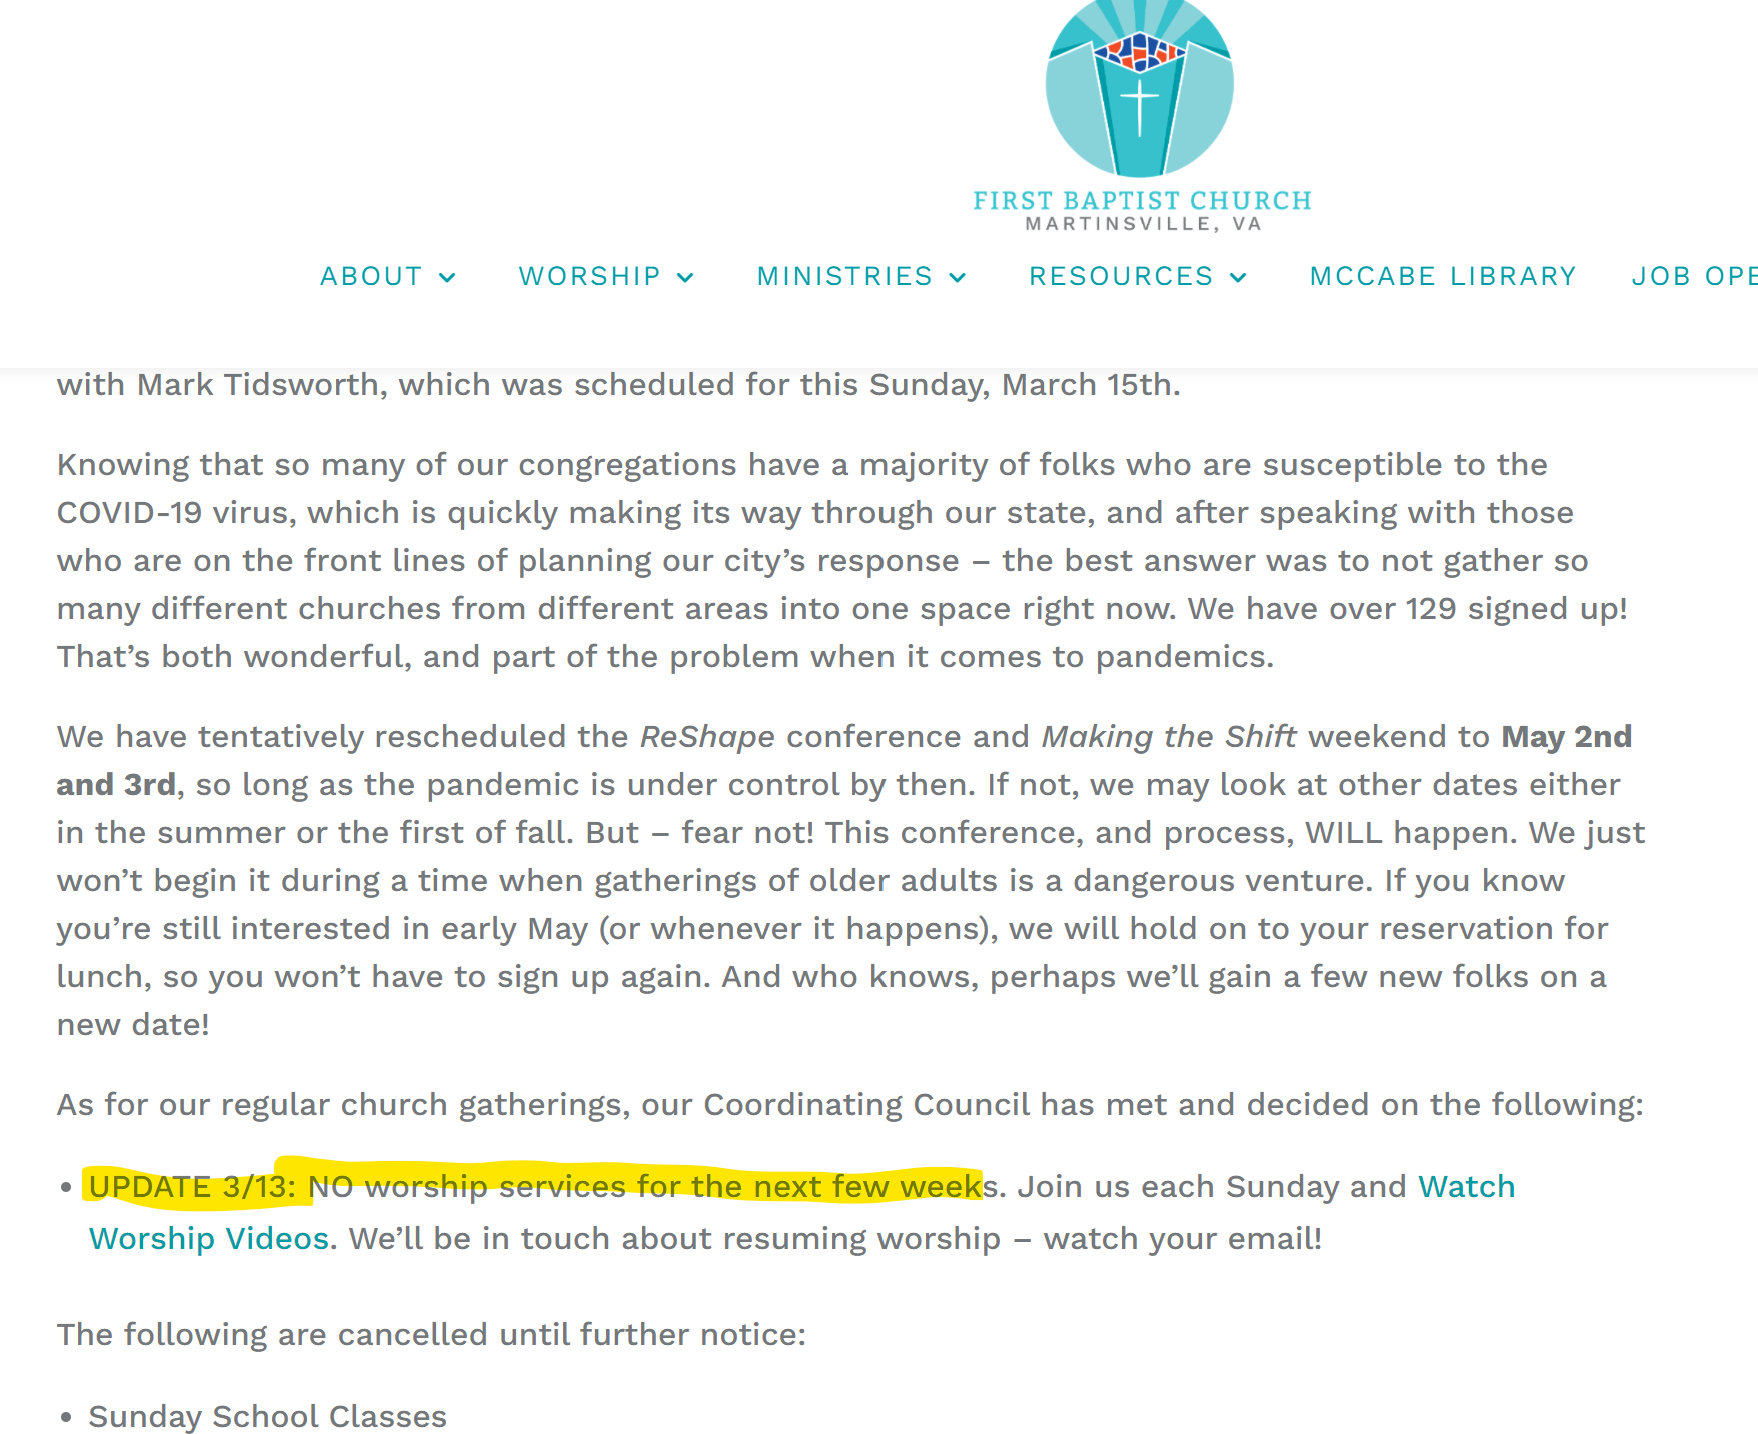 FIRST BAPTIST CHURCH
MARTINSVILLE, VA
ABOUT WORSHIP MINISTRIES RESOURCES MCCABE LIBRARY JOB OPE
with Mark Tidsworth, which was scheduled for this Sunday, March 15th.
Knowing that so many of our congregations have a majority of folks who are susceptible to the
COVID-19 virus, which is quickly making its way through our state, and after speaking with those
who are on the front lines of planning our city’s response – the best answer was to not gather so
many different churches from different areas into one space right now. We have over 129 signed up!
That’s both wonderful, and part of the problem when it comes to pandemics.
We have tentatively rescheduled the ReShape conference and Making the Shift weekend to May 2nd
and 3rd, so long as the pandemic is under control by then. If not, we may look at other dates either
in the summer or the first of fall. But – fear not! This conference, and process, WILL happen. We just
won’t begin it during a time when gatherings of older adults is a dangerous venture. If you know
you’re still interested in early May (or whenever it happens), we will hold on to your reservation for
lunch, so you won’t have to sign up again. And who knows, perhaps we’ll gain a few new folks on a
new date!
As for our regular church gatherings, our Coordinating Council has met and decided on the following:
• UPDATE 3/13: NO worship services for the next few weeks. Join us each Sunday and Watch
Worship Videos. We’ll be in touch about resuming worship – watch your email!
The following are cancelled until further notice:
• Sunday School Classes